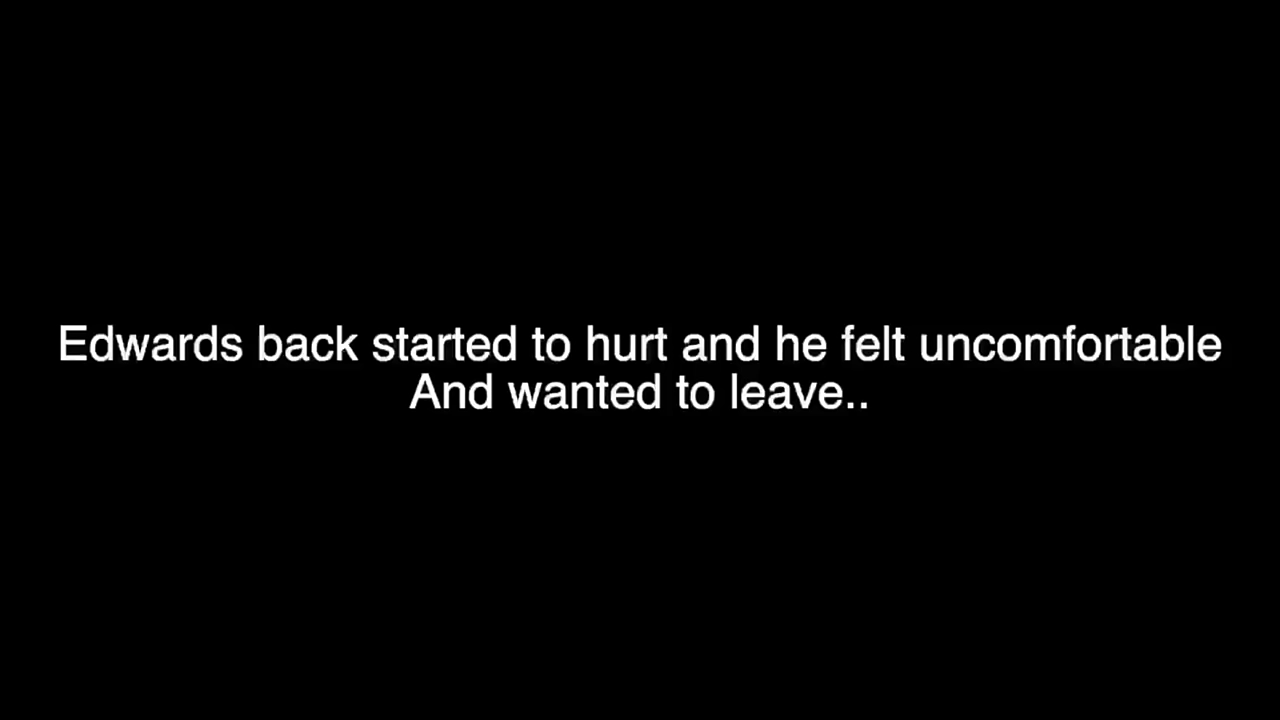 Edwards back started to hurt and he felt uncomfortable
And wanted to leave..